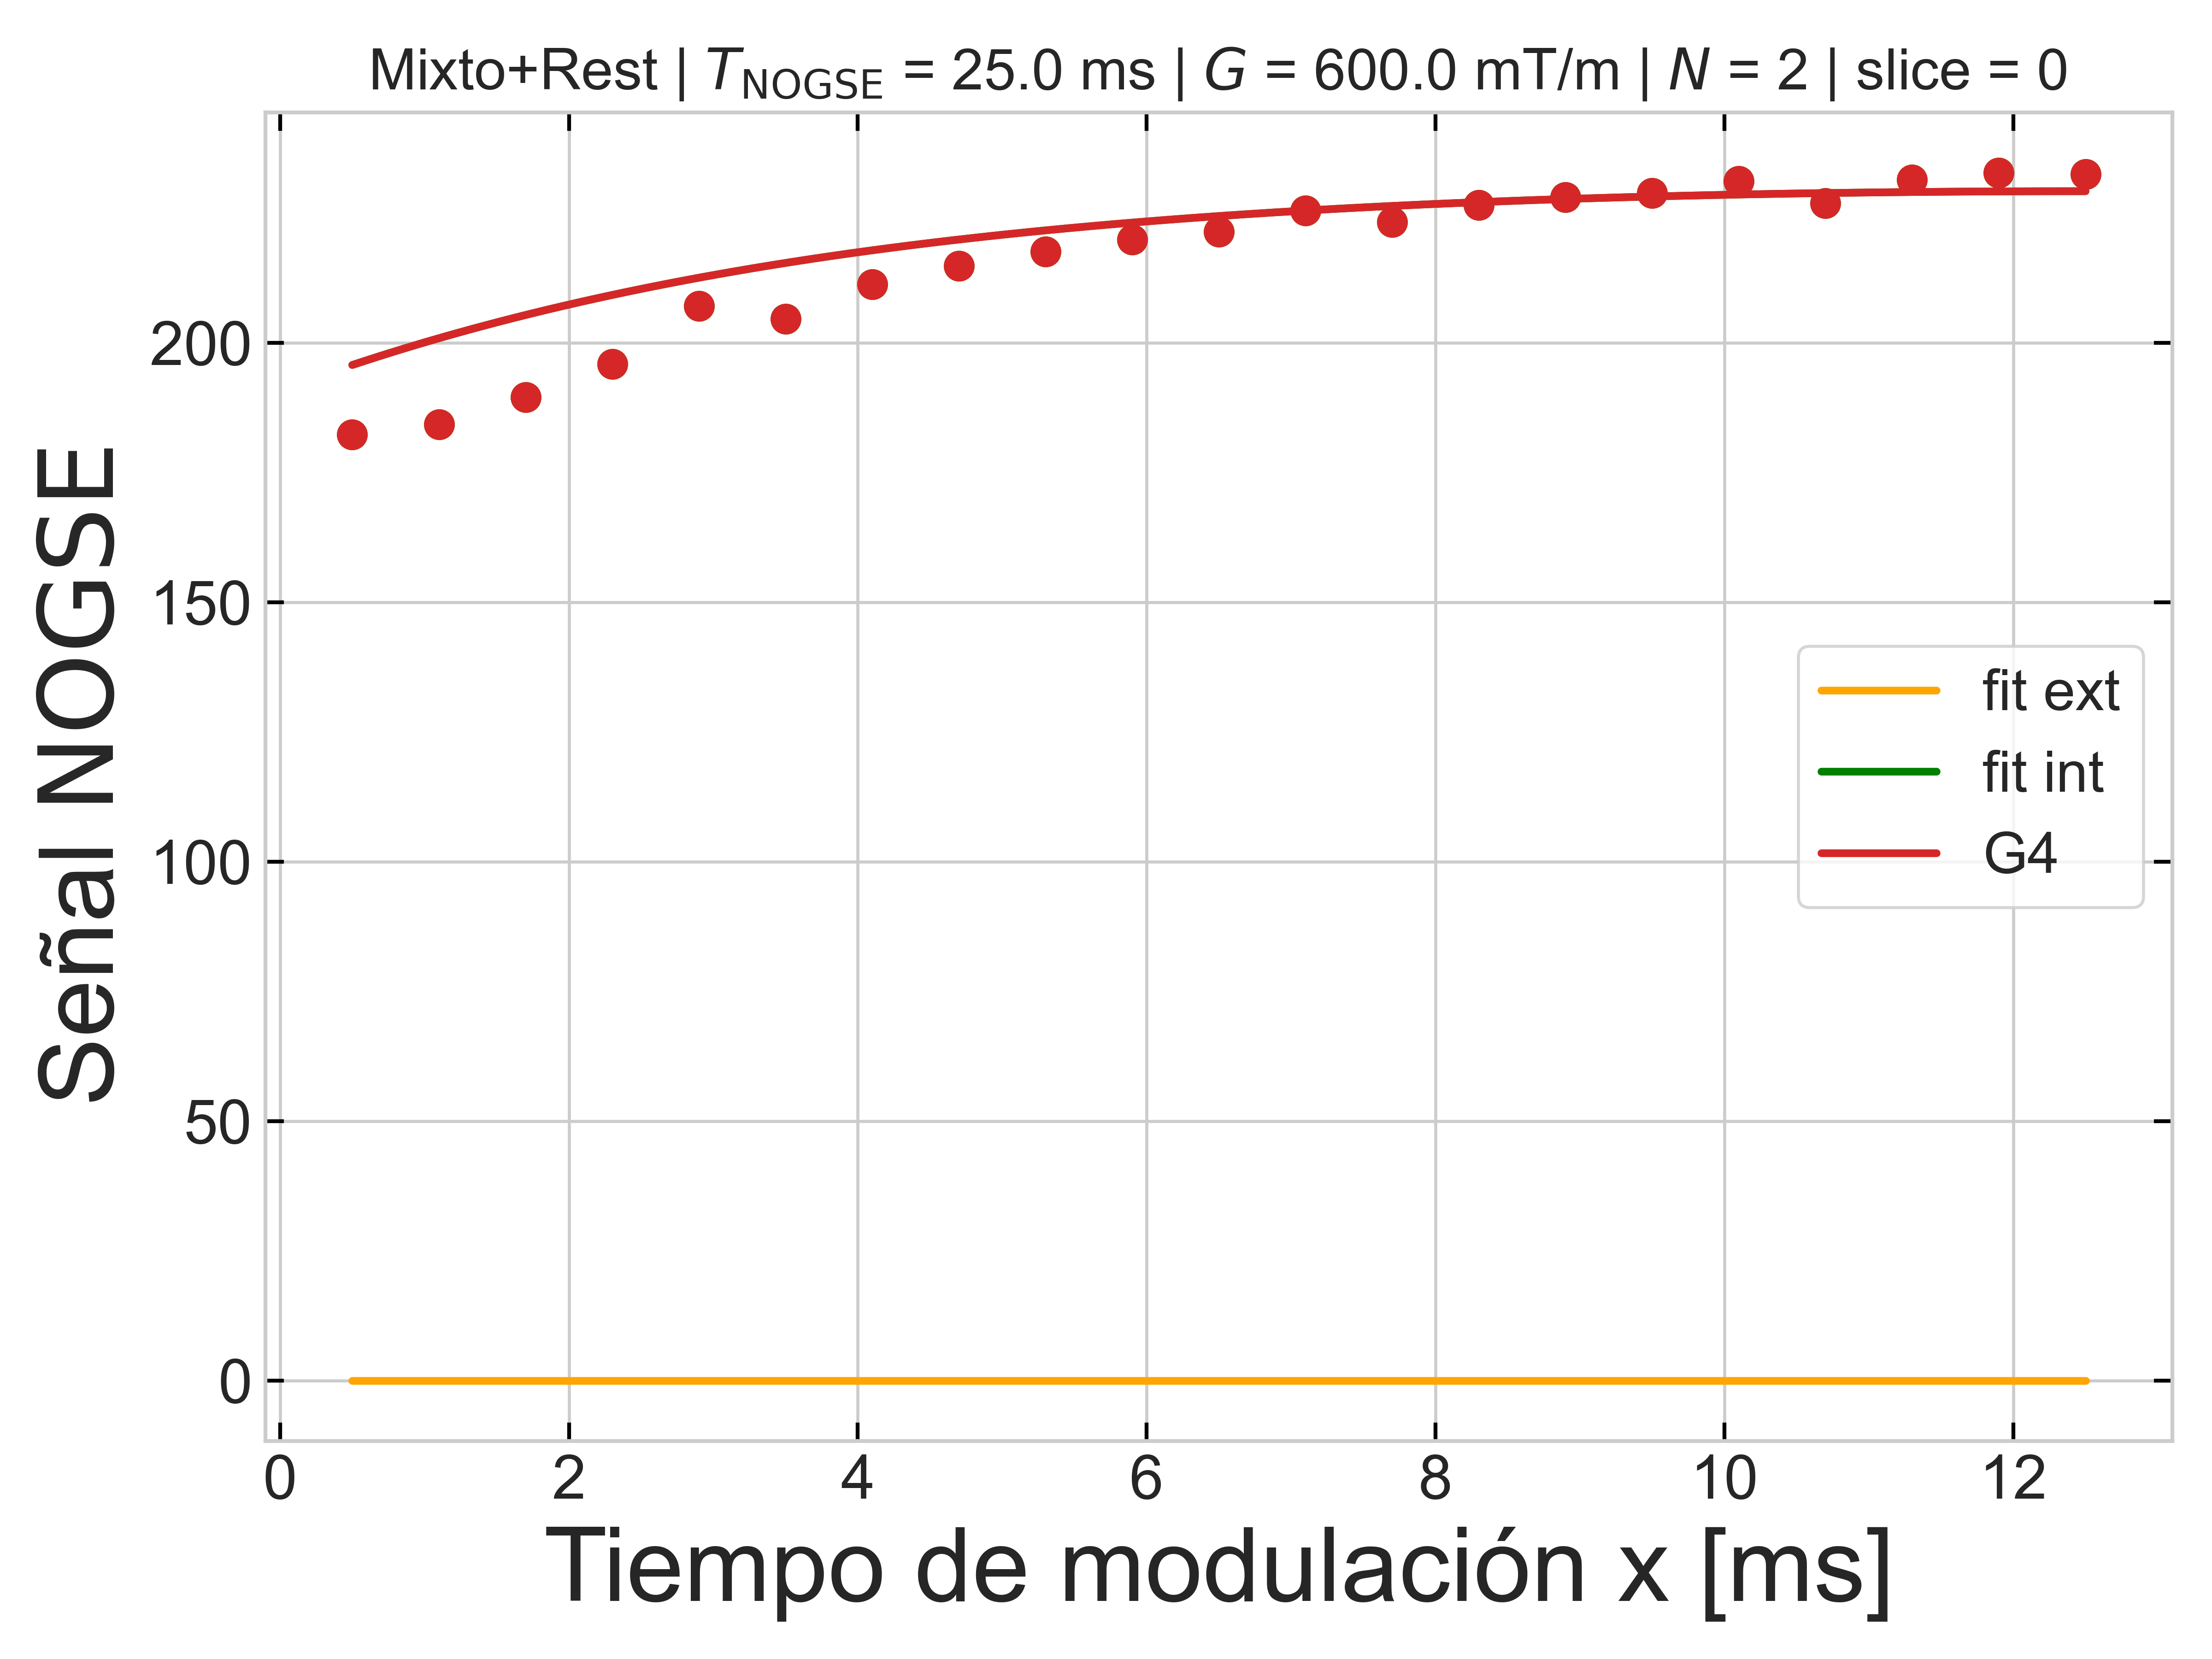 Mixto+Rest | T_NOGSE = 25.0 ms | G = 600.0 mT/m | N = 2 | slice = 0
Señal NOGSE
200
150
100
50
0
fit ext
fit int
G4
0 2 4 6 8 10 12
Tiempo de modulación x [ms]